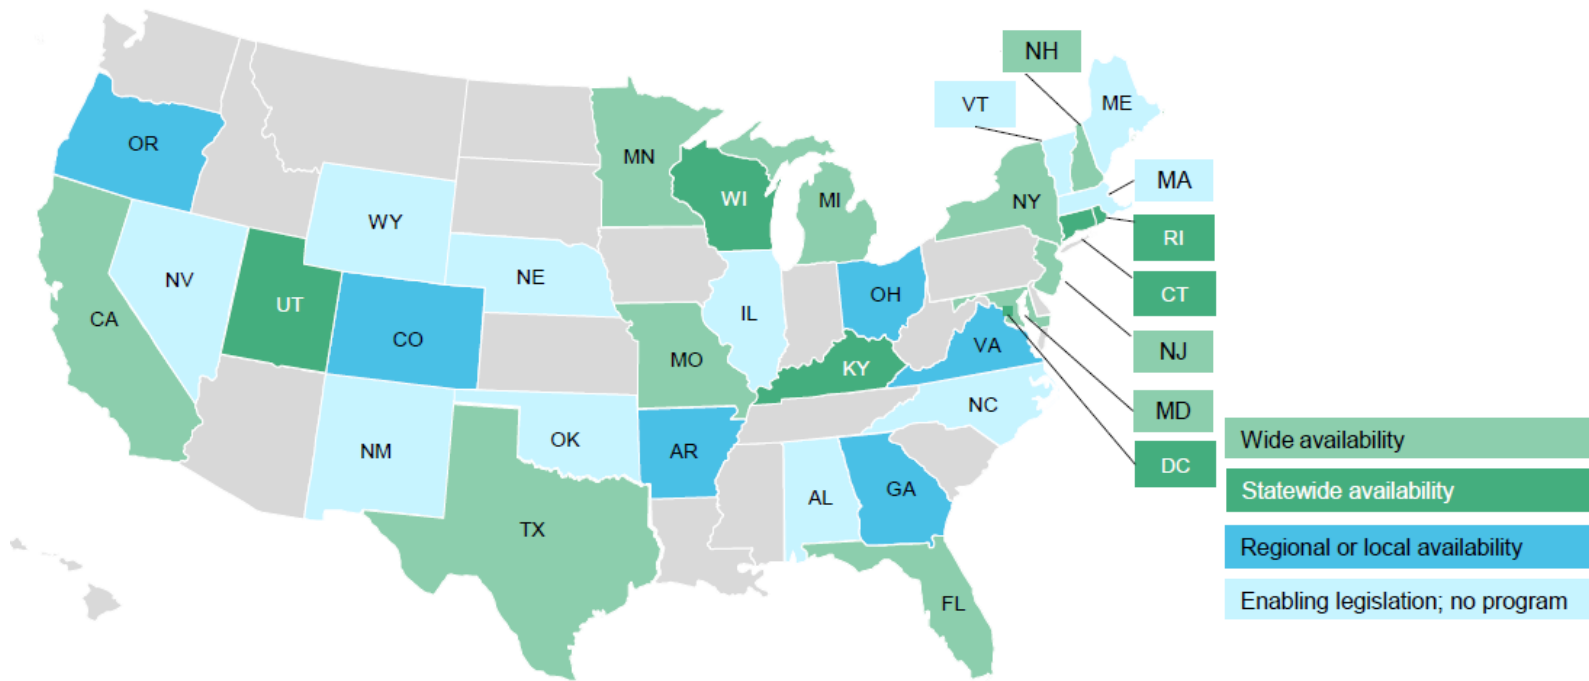 NH
VT
ME
OR
MN
WI
MI
NY
MA
WY
RI
NV
NE
UT
OH
CT
CA
IL
CO
VA
NJ
MO
KY
NC
MD
OK
NM
AR
DC
AL
GA
TX
FL
Wide availability
Statewide availability
Regional or local availability
Enabling legislation; no program